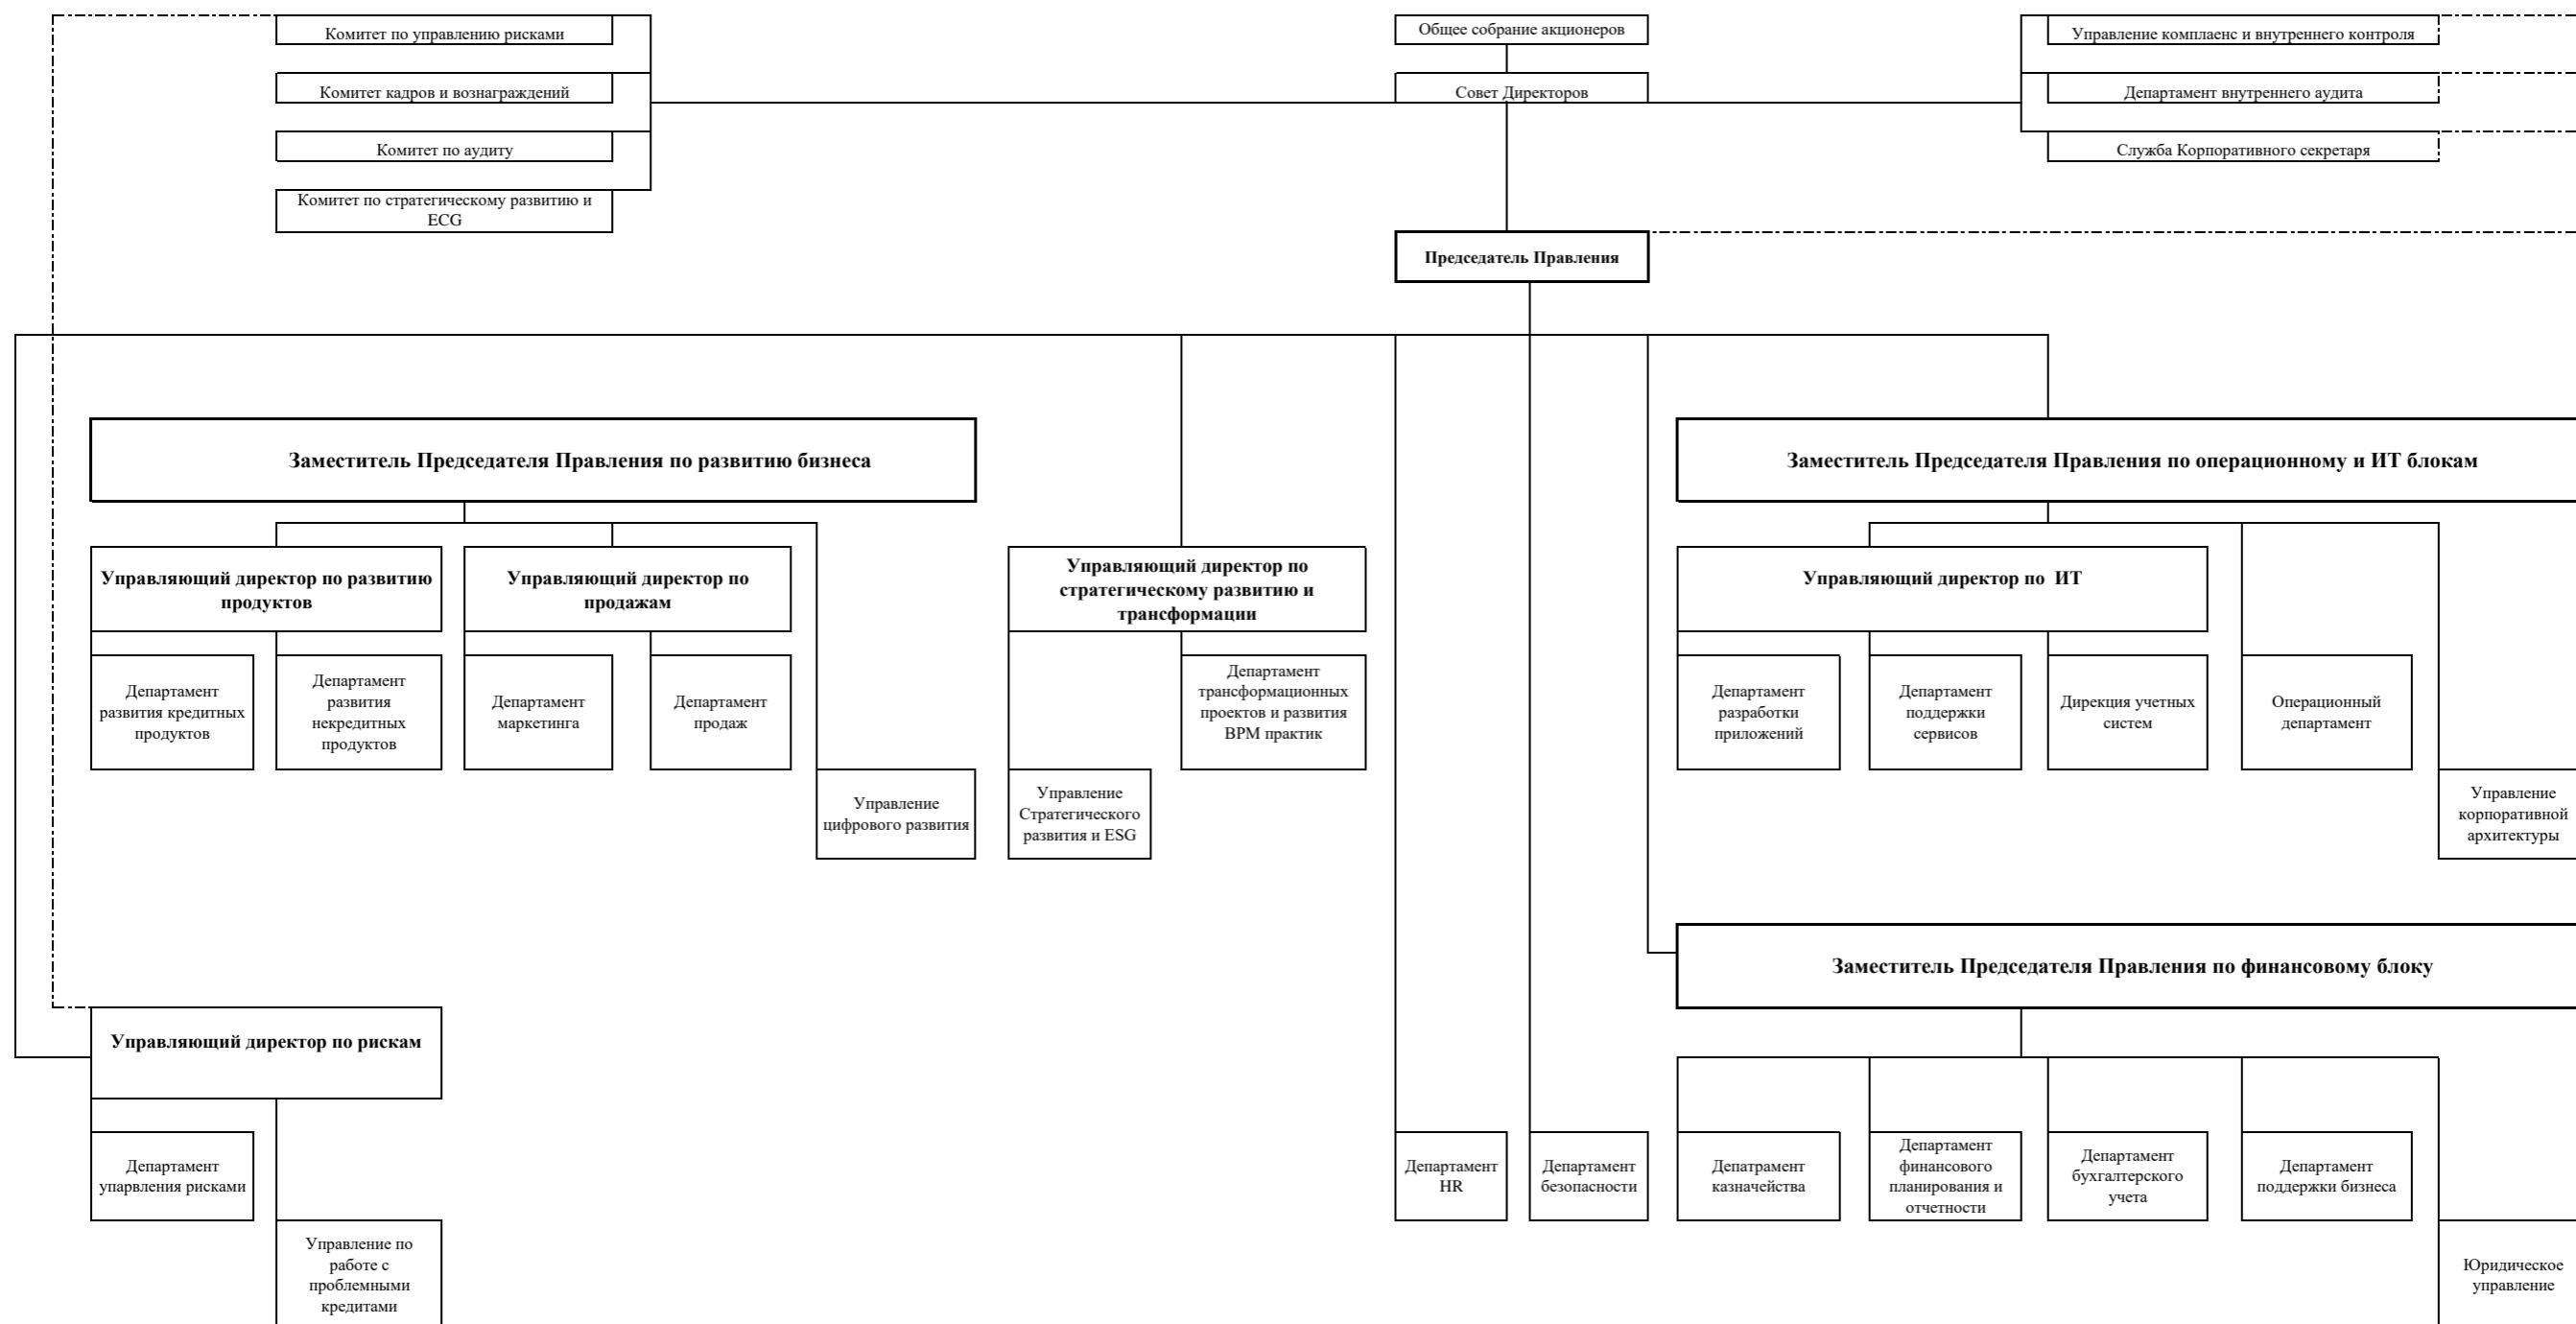 Комитет по управлению рисками
Общее собрание акционеров
Управление комплаенс и внутреннего контроля
Комитет кадров и вознаграждений
Совет Директоров
Департамент внутреннего аудита
Комитет по аудиту
Служба Корпоративного секретаря
Комитет по стратегическому развитию и
ECG
Председатель Правления
Заместитель Председателя Правления по развитию бизнеса
Заместитель Председателя Правления по операционному и ИТ блокам
Управляющий директор по развитию
продуктов
Управляющий директор по
продажам
Управляющий директор по
стратегическому развитию и
трансформации
Управляющий директор по  ИТ
Департамент
развития кредитных
продуктов
Департамент
развития
некредитных
продуктов
Департамент
маркетинга
Департамент
продаж
Департамент
трансформационных
проектов и развития
BPM практик
Департамент
разработки
приложений
Департамент
поддержки
сервисов
Дирекция учетных
систем
Операционный
департамент
Управление
цифрового развития
Управление
Стратегического
развития и ESG
Управление
корпоративной
архитектуры
Заместитель Председателя Правления по финансовому блоку
Управляющий директор по рискам
Департамент
упарвления рисками
Департамент
HR
Департамент
безопасности
Депатрамент
казначейства
Департамент
финансового
планирования и
отчетности
Департамент
бухгалтерского
учета
Департамент
поддержки бизнеса
Управление по
работе с
проблемными
кредитами
Юридическое
управление